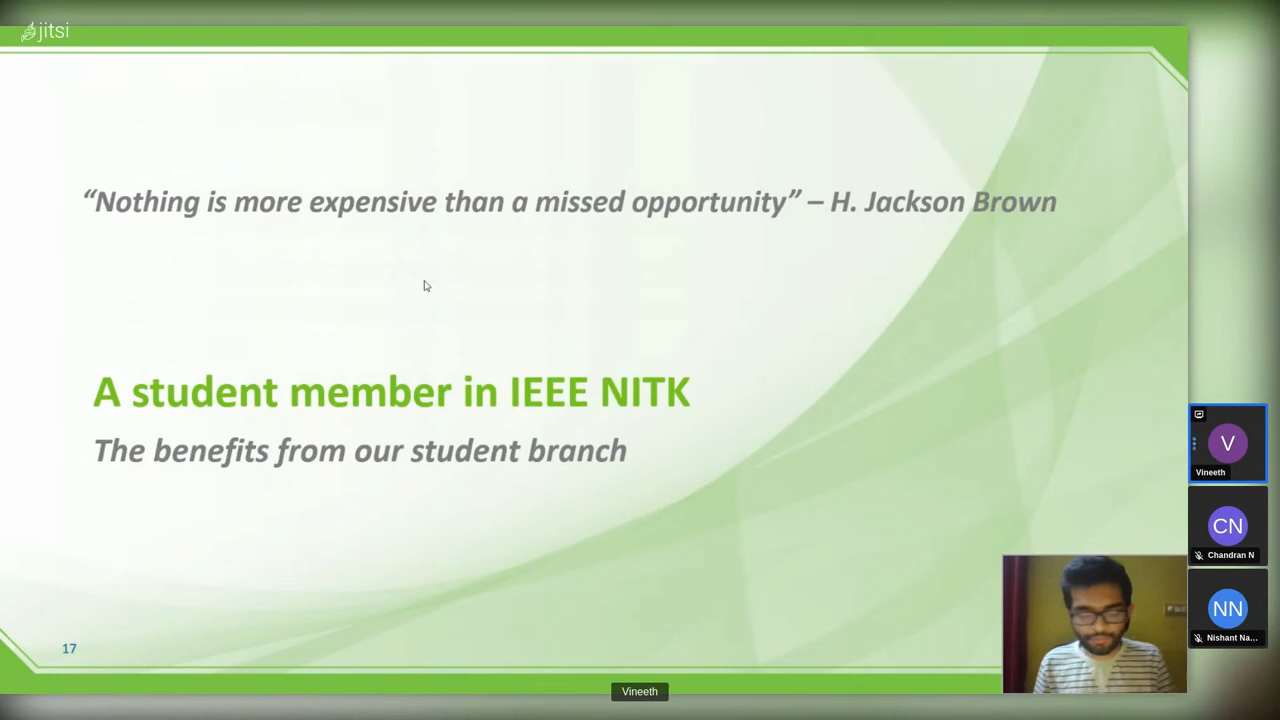 jitsi
“Nothing is more expensive than a missed opportunity” – H. Jackson Brown
A student member in IEEE NITK
The benefits from our student branch
17
V
Vineeth
CN
Chandran N
NN
Nishant Na...
Vineeth